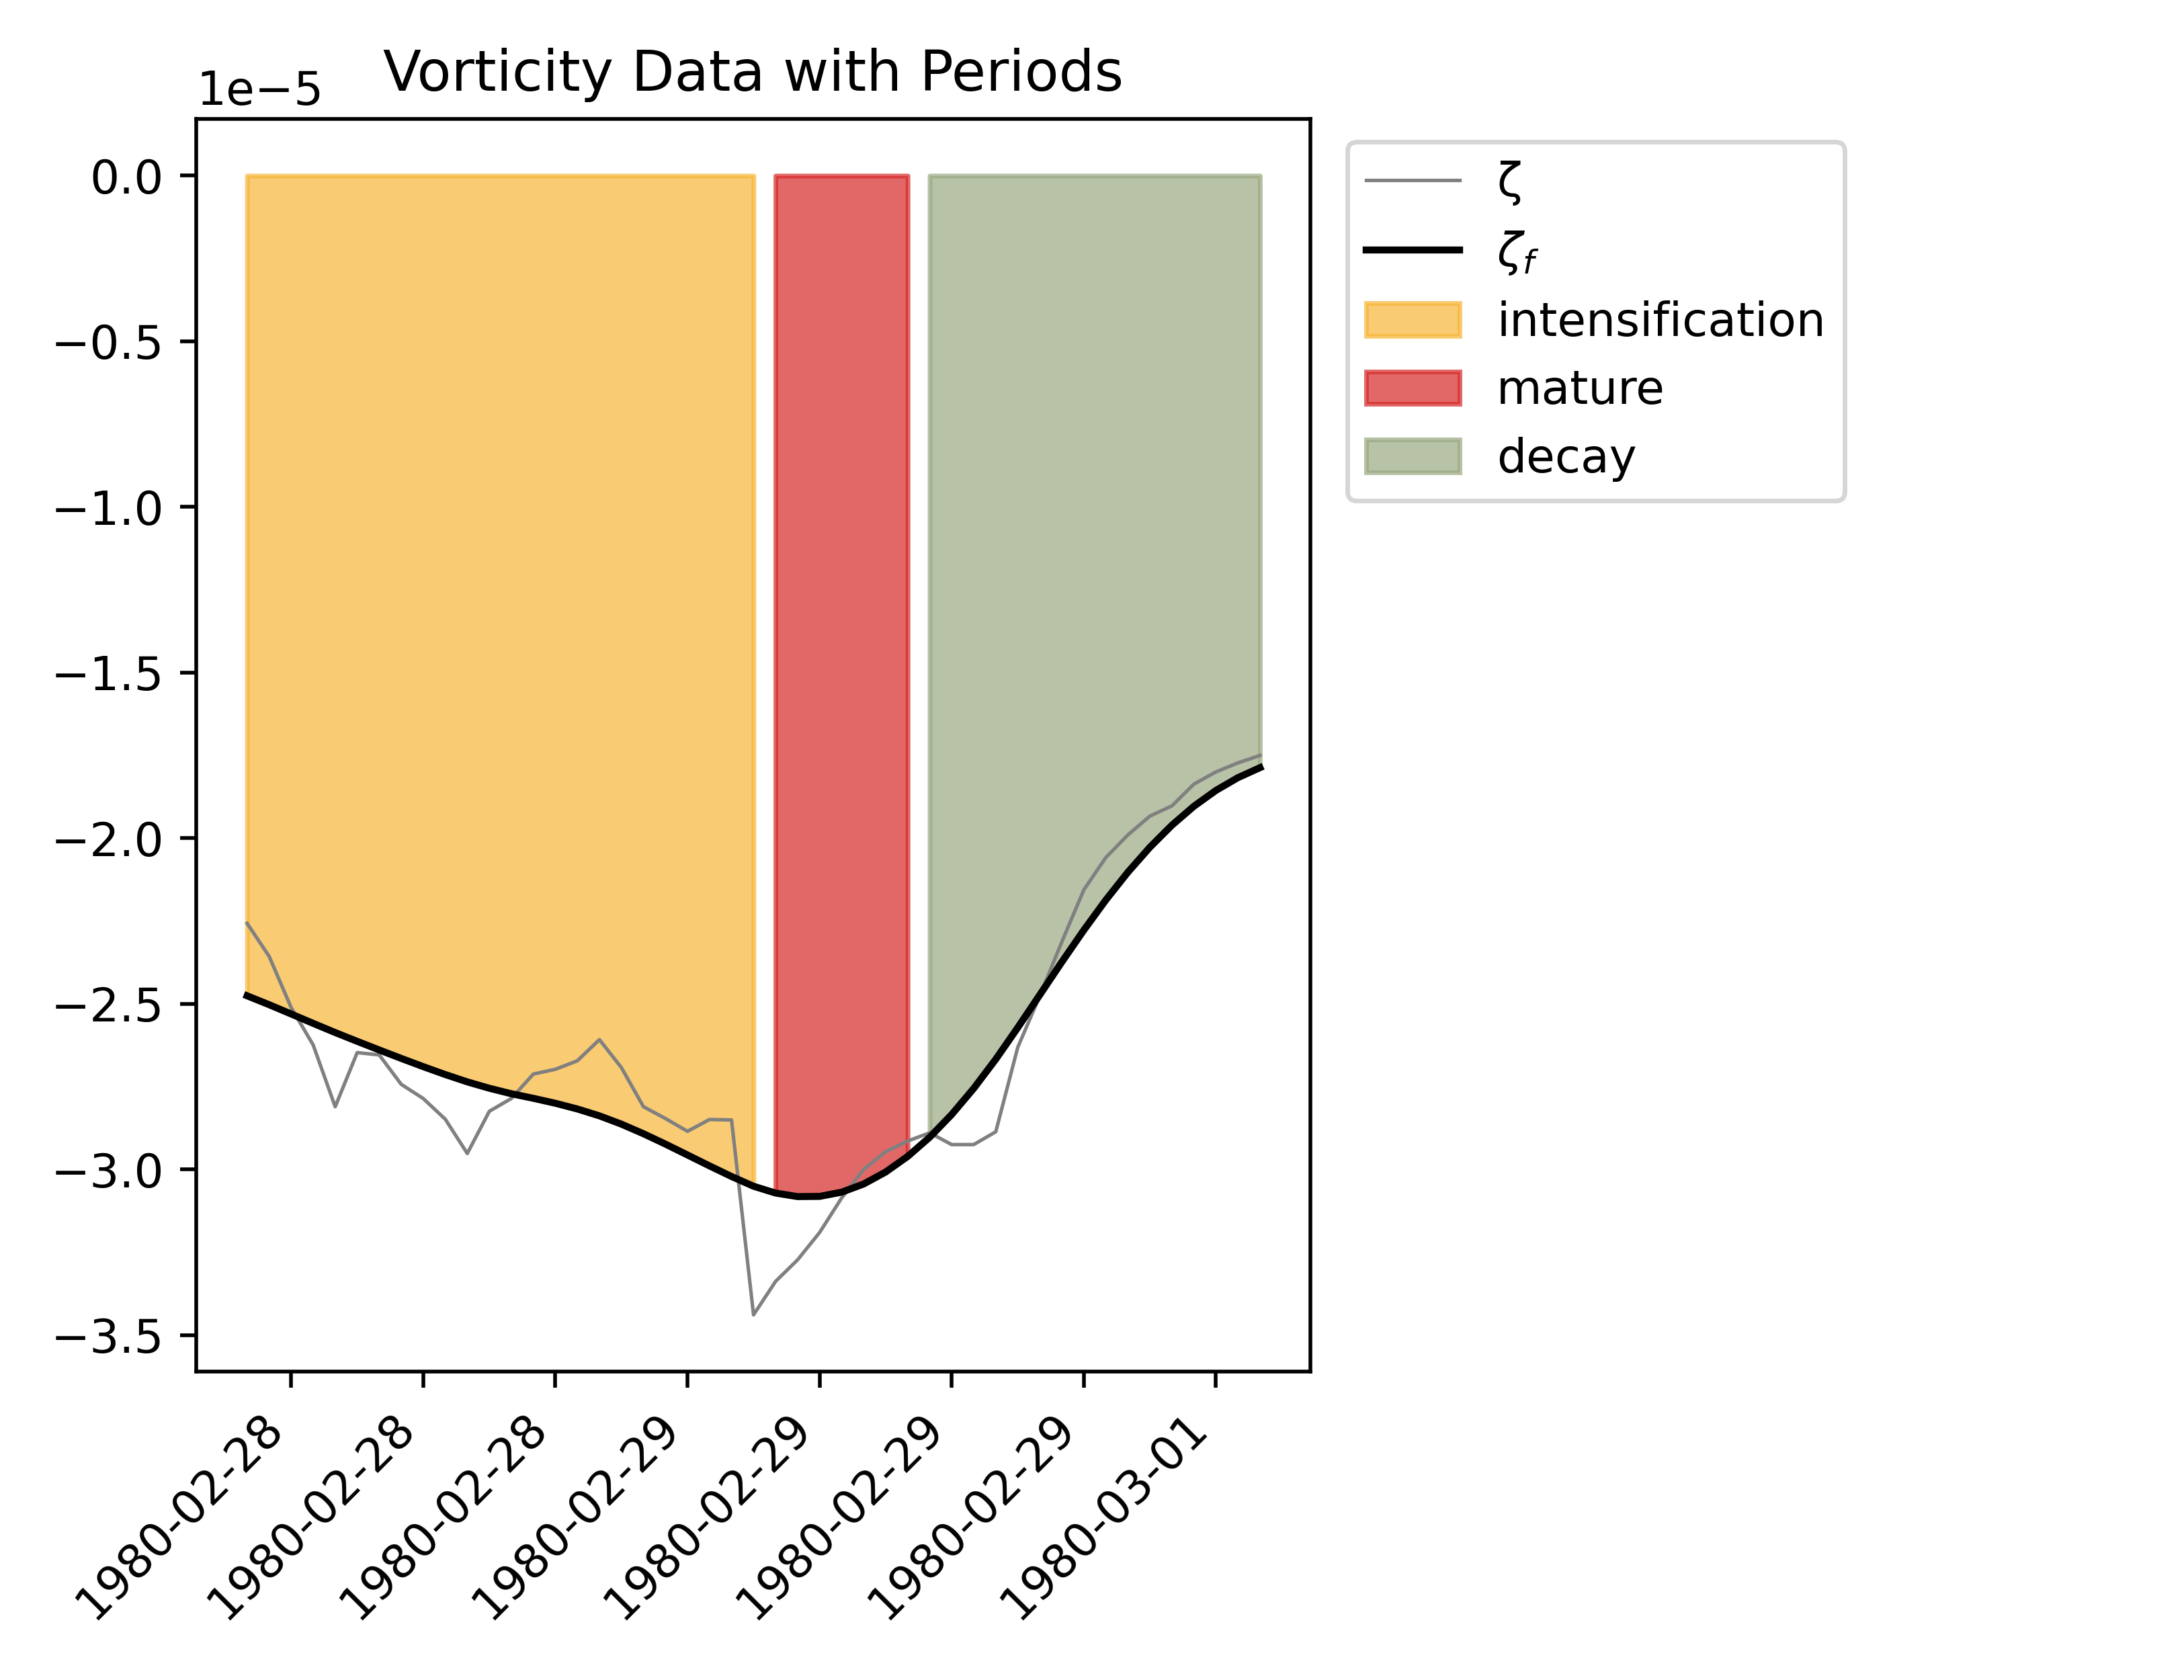 Vorticity Data with Periods
1e−5
0.0
−0.5
−1.0
−1.5
−2.0
−2.5
−3.0
−3.5
1980-02-28
1980-02-28
1980-02-28
1980-02-29
1980-02-29
1980-02-29
1980-02-29
1980-03-01
ζ
ζf
intensification
mature
decay